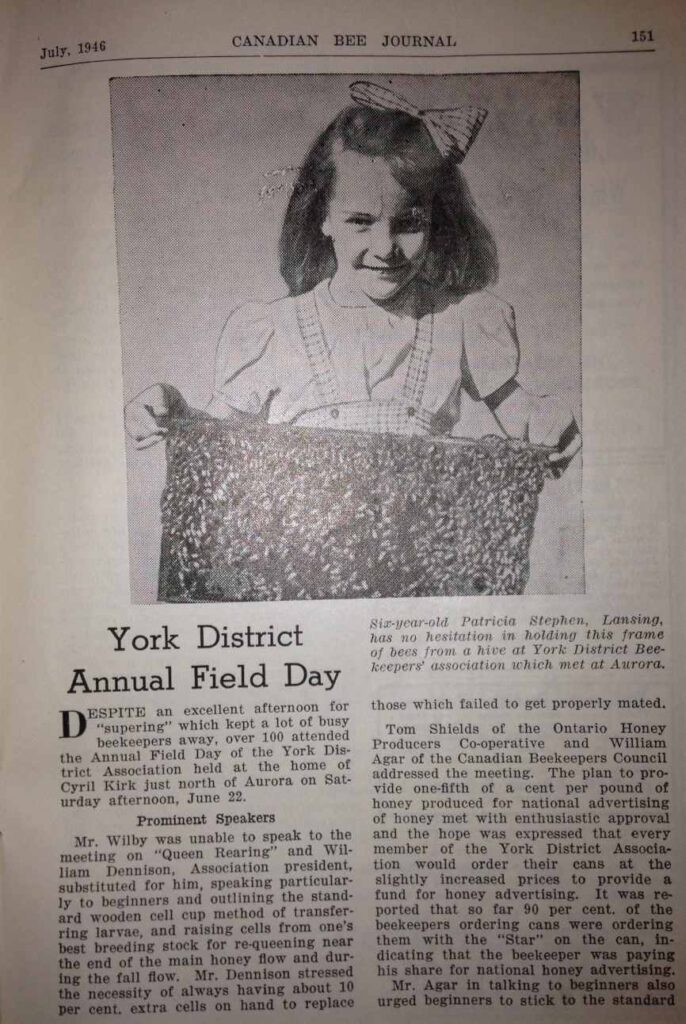 July, 1946
CANADIAN BEE JOURNAL
151
Six-year-old Patricia Stephen, Lansing,
has no hesitation in holding this frame
of bees from a hive at York District Bee-
keepers' association which met at Aurora.
York District
Annual Field Day
DESPITE an excellent afternoon for
"supering" which kept a lot of busy
beekeepers away, over 100 attended
the Annual Field Day of the York Dis-
trict Association held at the home of
Cyril Kirk just north of Aurora on Sat-
urday afternoon, June 22.
Prominent Speakers
Mr. Wilby was unable to speak to the
meeting on "Queen Rearing" and Wil-
liam Dennison, Association president,
substituted for him, speaking particular-
ly to beginners and outlining the stand-
ard wooden cell cup method of transfer-
ring larvae, and raising cells from one's
best breeding stock for re-queening near
the end of the main honey flow and dur-
ing the fall flow. Mr. Dennison stressed
the necessity of always having about 10
per cent. extra cells on hand to replace
those which failed to get properly mated.
Tom Shields of the Ontario Honey
Producers Co-operative and William
Agar of the Canadian Beekeepers Council
addressed the meeting. The plan to pro-
vide one-fifth of a cent per pound of
honey produced for national advertising
of honey met with enthusiastic approval
and the hope was expressed that every
member of the York District Associa-
tion would order their cans at the
slightly increased prices to provide a
fund for honey advertising. It was re-
ported that so far 90 per cent. of the
beekeepers ordering cans were ordering
them with the "Star" on the can, in-
dicating that the beekeeper was paying
his share for national honey advertising.
Mr. Agar in talking to beginners also
urged beginners to stick to the standard